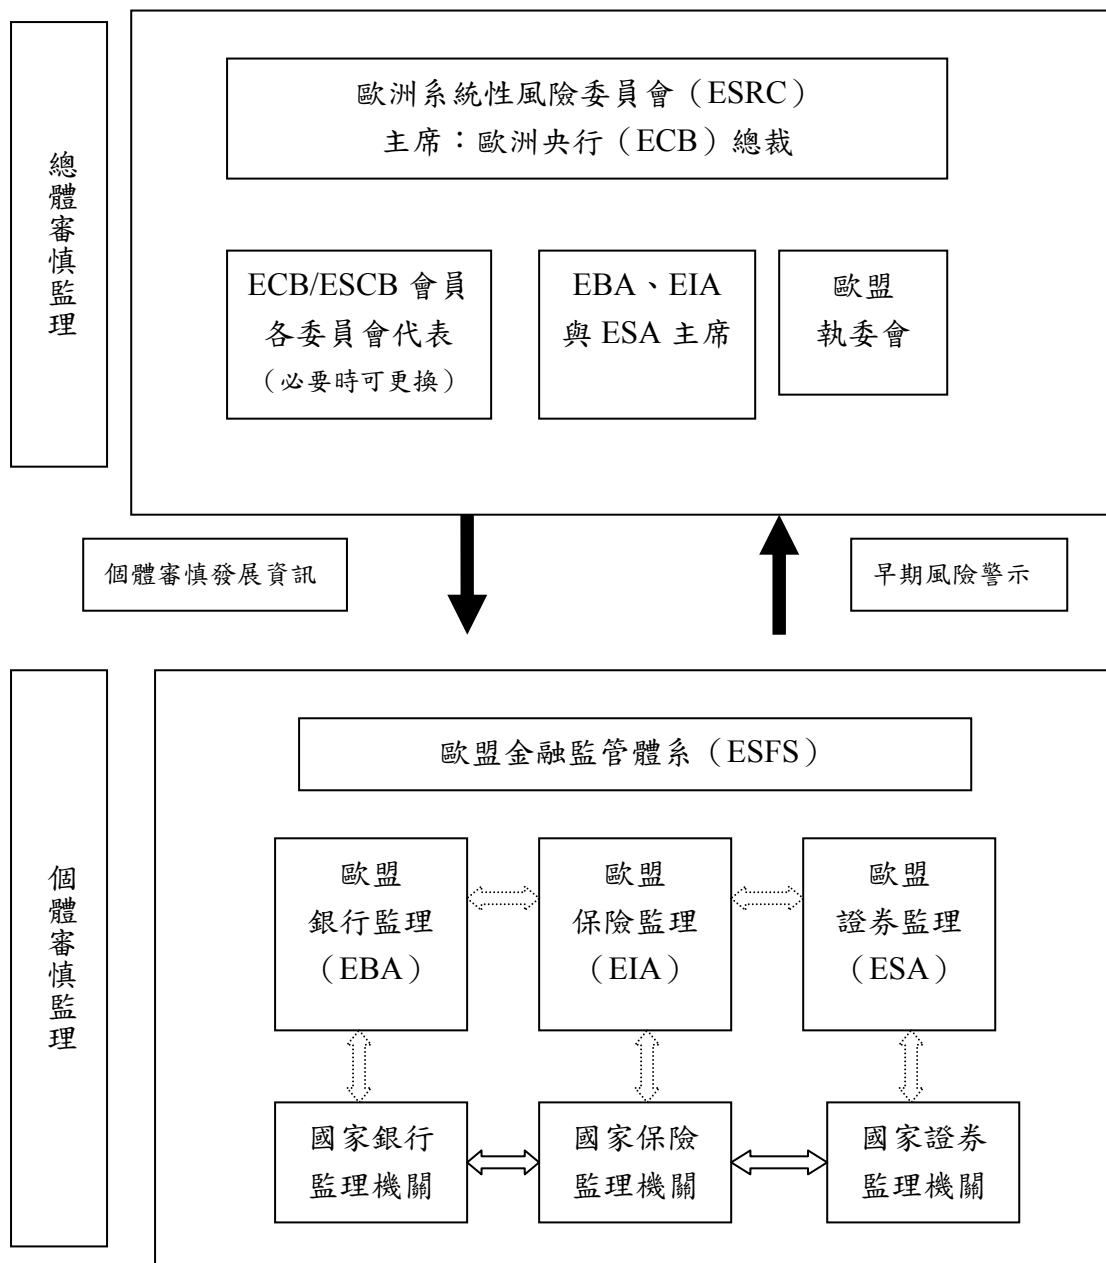 總體審慎監理
歐洲系統性風險委員會（ESRC）
主席：歐洲央行（ECB）總裁
ECB/ESCB 會員
各委員會代表
（必要時可更換）
EBA、EIA
與 ESA 主席
歐盟
執委會
個體審慎發展資訊
早期風險警示
個體審慎監理
歐盟金融監管體系（ESFS）
歐盟
銀行監理
（EBA）
歐盟
保險監理
（EIA）
歐盟
證券監理
（ESA）
國家銀行
監理機關
國家保險
監理機關
國家證券
監理機關